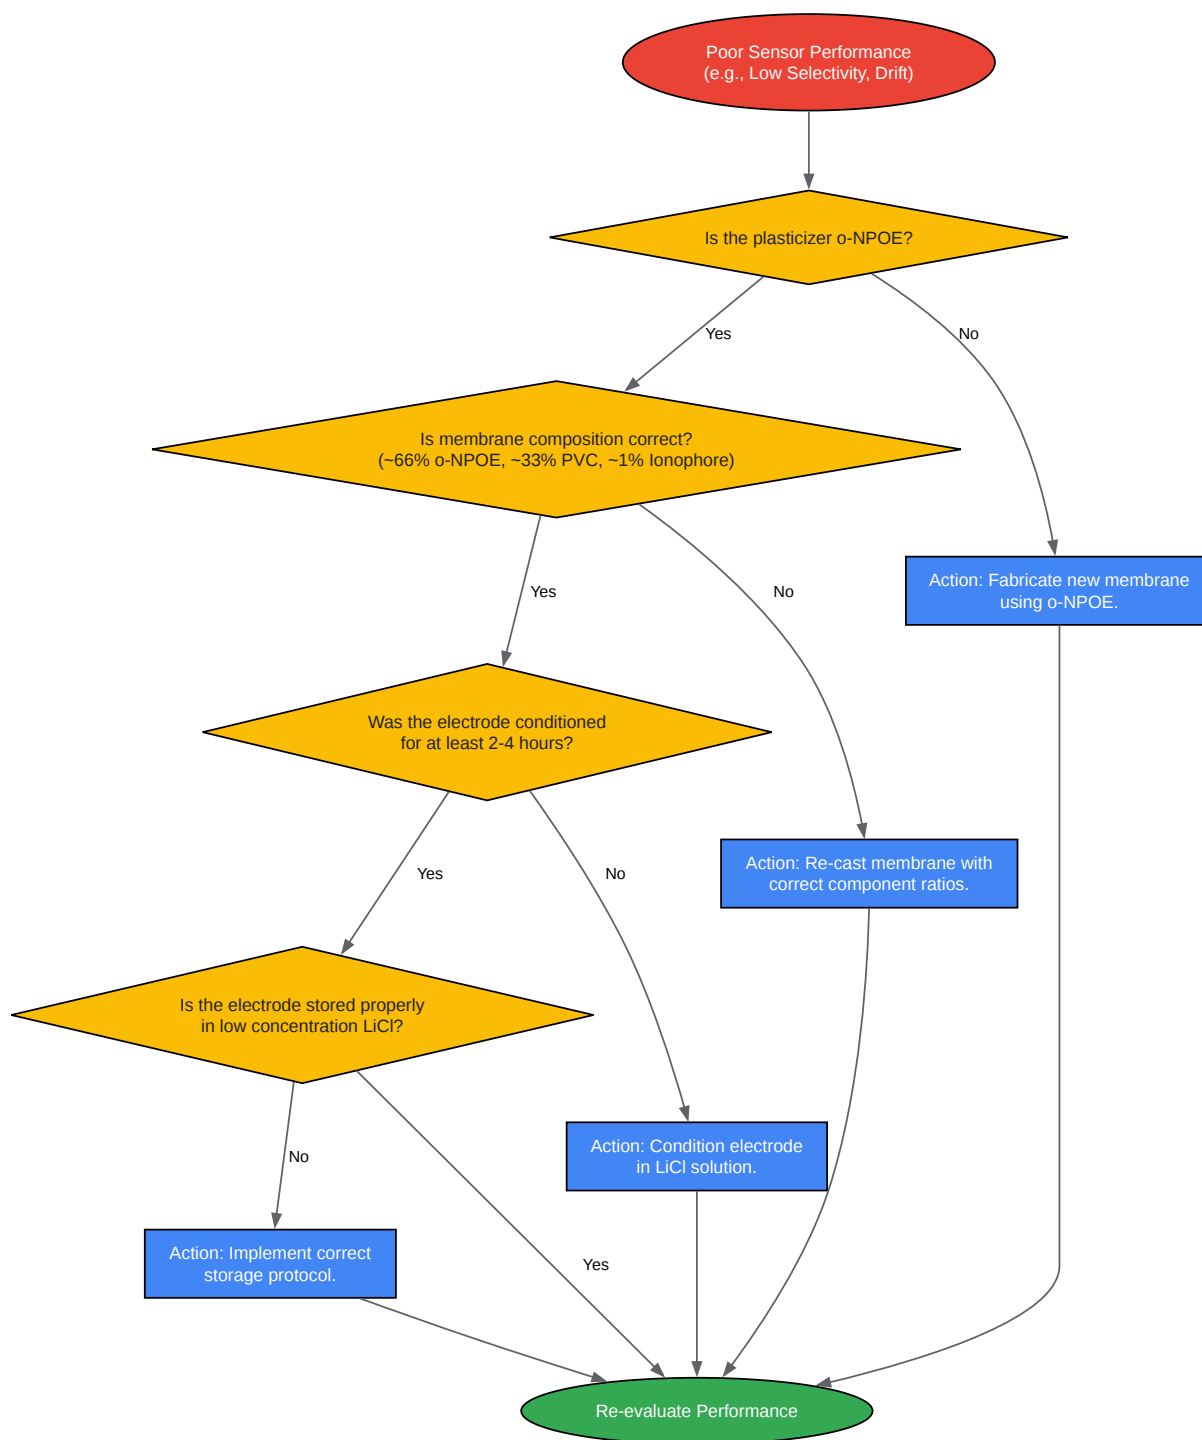 Poor Sensor Performance
(e.g., Low Selectivity, Drift)
Is the plasticizer o-NPOE?
Yes
No
Is membrane composition correct?
(~66% o-NPOE, ~33% PVC, ~1% Ionophore)
Action: Fabricate new membrane
using o-NPOE.
Yes
No
Was the electrode conditioned
for at least 2-4 hours?
Action: Re-cast membrane with
correct component ratios.
Yes
No
Is the electrode stored properly
in low concentration LiCl?
Action: Condition electrode
in LiCl solution.
No
Action: Implement correct
storage protocol.
Yes
Re-evaluate Performance